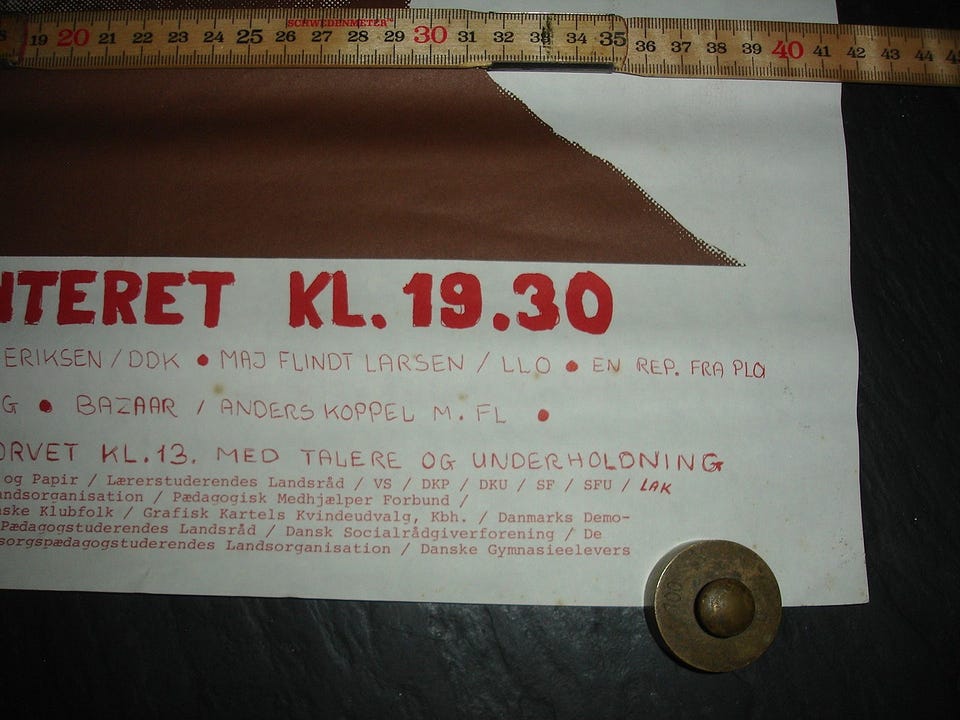 19 20 21 22 23 24 25 26 27 28 29 30 31 32 33 34 35 36 37 38 39 40 41 42 43 44
SCHWEDENMETER
NTERET KL. 19.30
ERIKSEN / DDK • MAJ FLINDT LARSEN / LLO • EN REP. FRA PLO
G • BAZAAR / ANDERS KOPPEL M. FL •
ORVET KL. 13. MED TALERE OG UNDERHOLDNING
og Papir / Lærerstuderendes Landsråd / VS / DKP / DKU / SF / SFU / LAK
andsorganisation / Pædagogisk Medhjælper Forbund /
nske Klubfolk / Grafisk Kartels Kvindeudvalg, Kbh. / Danmarks Demo-
Pædagogstuderendes Landsråd / Dansk Socialrådgiverforening / De
sorgspædagogstuderendes Landsorganisation / Danske Gymnasieelevers